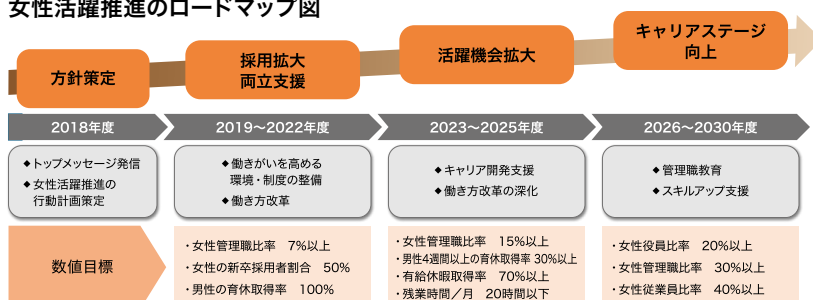 女性活躍推進のロードマップ図
方針策定
採用拡大
両立支援
活躍機会拡大
キャリアステージ
向上
2018年度
2019〜2022年度
2023〜2025年度
2026〜2030年度
◆トップメッセージ発信
◆女性活躍推進の
行動計画策定
◆働きがいを高める
環境・制度の整備
◆働き方改革
◆キャリア開発支援
◆働き方改革の深化
◆管理職教育
◆スキルアップ支援
数値目標
・女性管理職比率 7%以上
・女性の新卒採用者割合 50%
・男性の育休取得率 100%
・女性管理職比率 15%以上
・男性4週間以上の育休取得率 30%以上
・有給休暇取得率 70%以上
・残業時間／月 20時間以下
・女性役員比率 20%以上
・女性管理職比率 30%以上
・女性従業員比率 40%以上